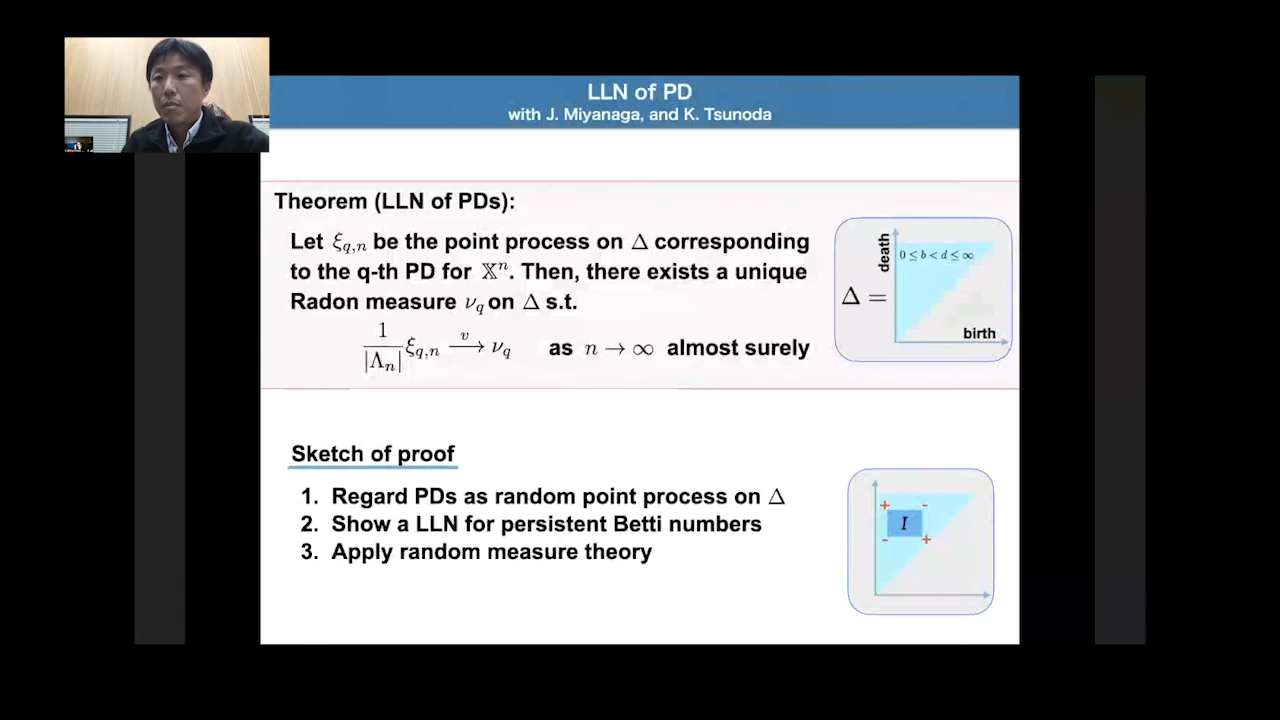 LLN of PD
with J. Miyanaga, and K. Tsunoda
Theorem (LLN of PDs):
Let ξ_{q,n} be the point process on Δ corresponding
to the q-th PD for 𝕏^n. Then, there exists a unique
Radon measure ν_q on Δ s.t.
1/|Λ_n| ξ_{q,n} →^v ν_q as n → ∞ almost surely
death
0 ≤ b < d ≤ ∞
Δ =
birth
Sketch of proof
1. Regard PDs as random point process on Δ
2. Show a LLN for persistent Betti numbers
3. Apply random measure theory
+ -
I
- +